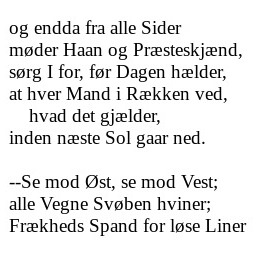 og endda fra alle Sider
møder Haan og Præsteskjænd,
sørg I for, før Dagen hælder,
at hver Mand i Rækken ved,
hvad det gjælder,
inden næste Sol gaar ned.

--Se mod Øst, se mod Vest;
alle Vegne Svøben hviner;
Frækheds Spand for løse Liner